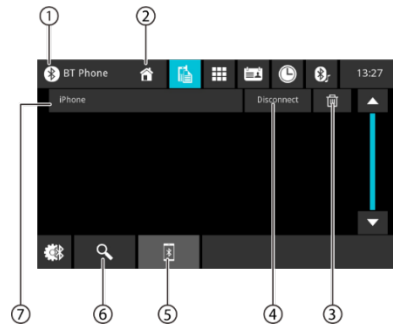 ① ②
BT Phone 13:27
iPhone Disconnect
⑦ ⑥ ⑤ ④ ③